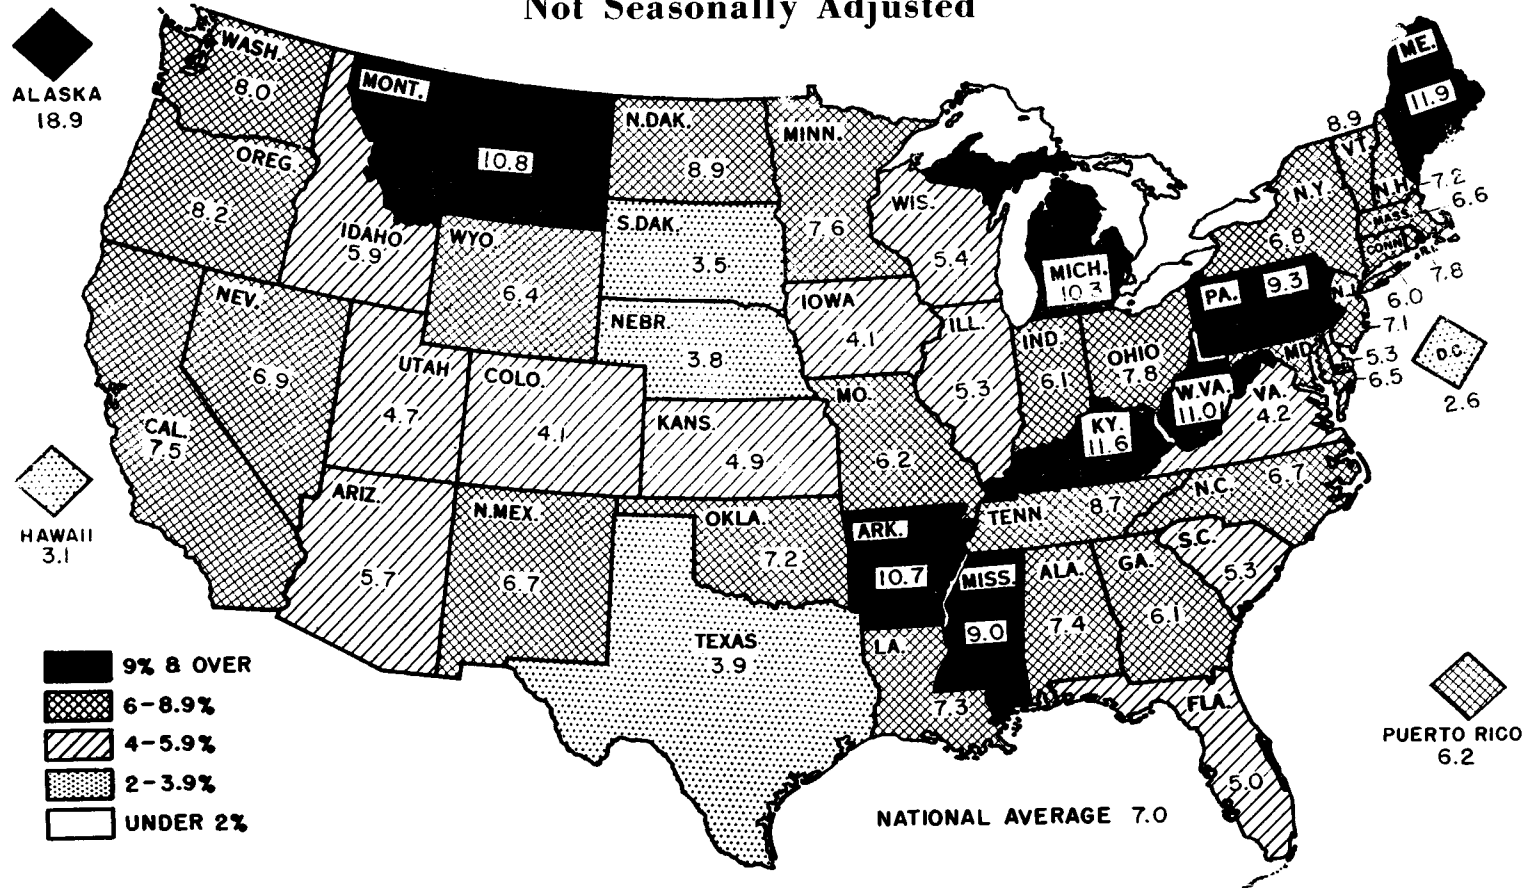 Not Seasonally Adjusted
ALASKA
18.9
WASH.
8.0
OREG.
8.2
MONT.
10.8
IDAHO
5.9
WYO.
6.4
N.DAK.
8.9
S.DAK.
3.5
NEBR.
3.8
MINN.
7.6
WIS.
5.4
IOWA
4.1
MICH.
10.3
ME.
11.9
8.9
VT.
N.H.
7.2
6.6
MASS.
CONN.
R.I.
7.8
6.0
N.Y.
6.8
PA.
9.3
N.J.
7.1
5.3
6.5
MD.
D.C.
2.6
CAL.
7.5
NEV.
6.9
UTAH
4.7
COLO.
4.1
KANS.
4.9
MO.
6.2
ILL.
5.3
IND.
6.1
OHIO
7.8
W.VA.
11.01
VA.
4.2
KY.
11.6
HAWAII
3.1
ARIZ.
5.7
N.MEX.
6.7
OKLA.
7.2
TEXAS
3.9
ARK.
10.7
LA.
7.3
MISS.
9.0
TENN
8.7
ALA.
7.4
GA.
6.1
N.C.
6.7
S.C.
5.3
FLA.
5.0
PUERTO RICO
6.2
9% & OVER
6-8.9%
4-5.9%
2-3.9%
UNDER 2%
NATIONAL AVERAGE 7.0